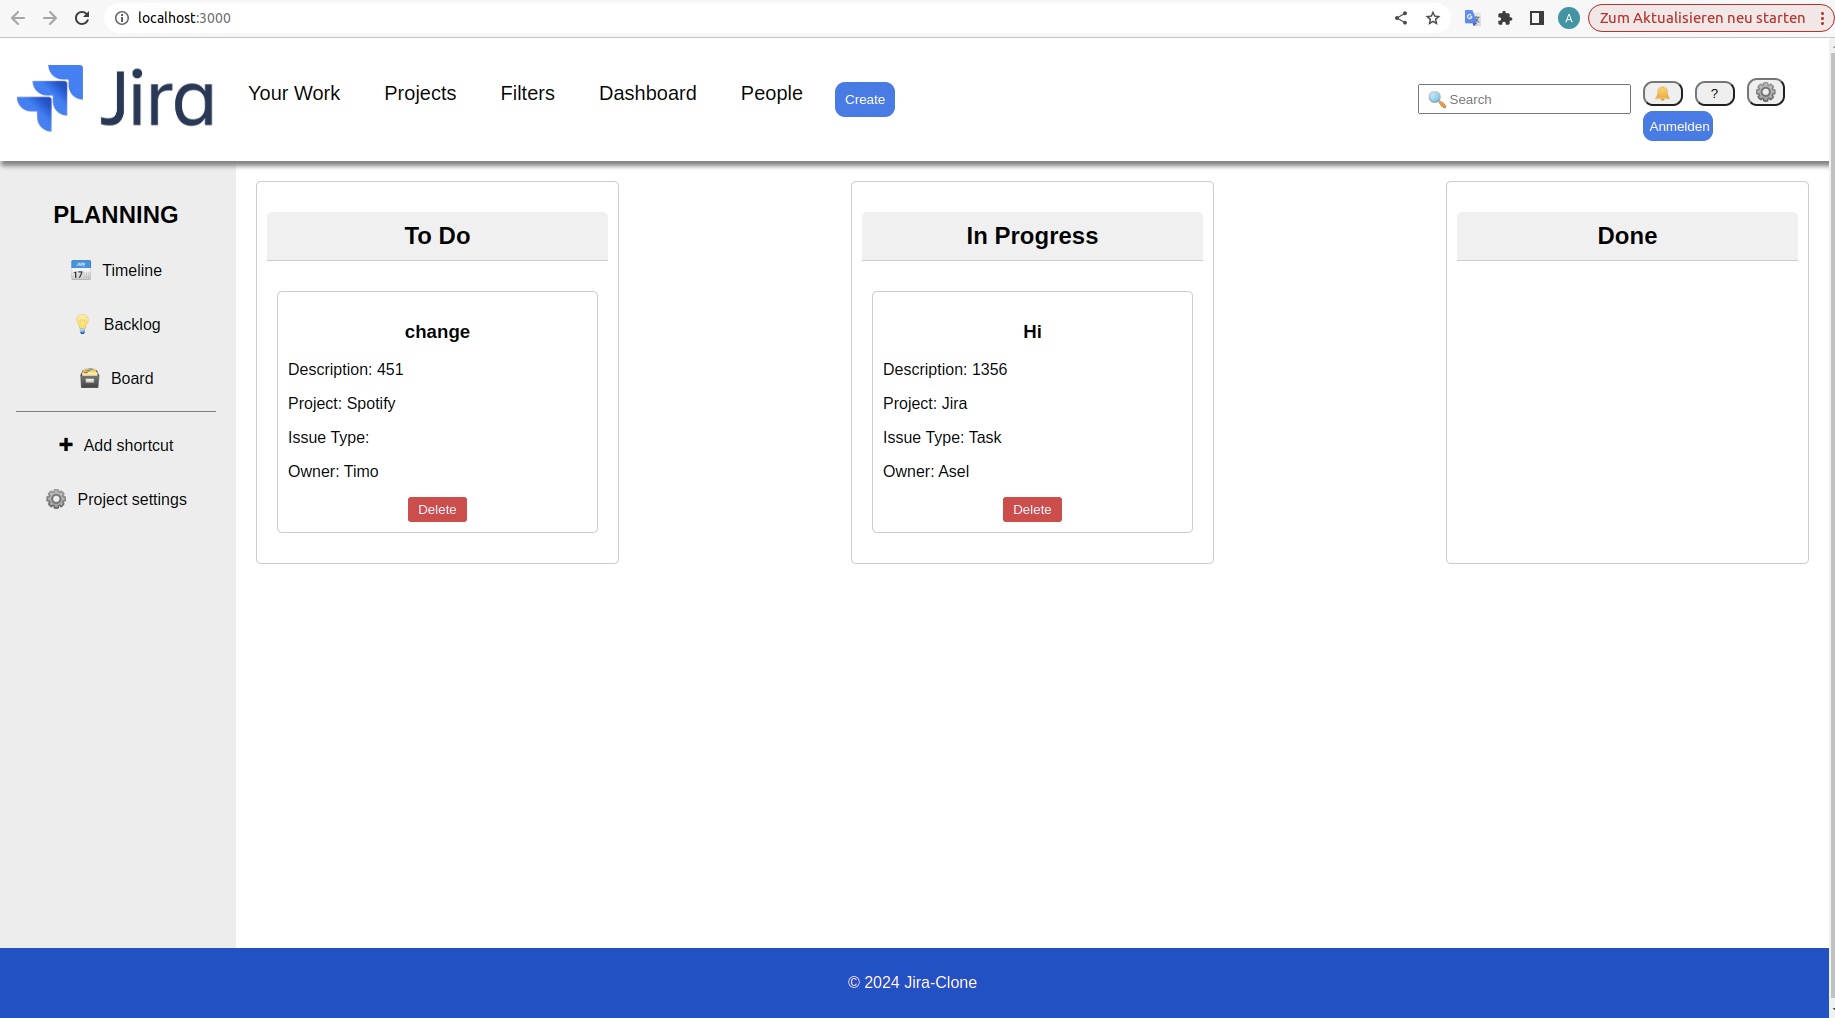 localhost:3000
A
Zum Aktualisieren neu starten
Jira
Your Work
Projects
Filters
Dashboard
People
Create
Search
?
Anmelden
PLANNING
17 Timeline
Backlog
Board
Add shortcut
Project settings
To Do
change
Description: 451
Project: Spotify
Issue Type:
Owner: Timo
Delete
In Progress
Hi
Description: 1356
Project: Jira
Issue Type: Task
Owner: Asel
Delete
Done
© 2024 Jira-Clone